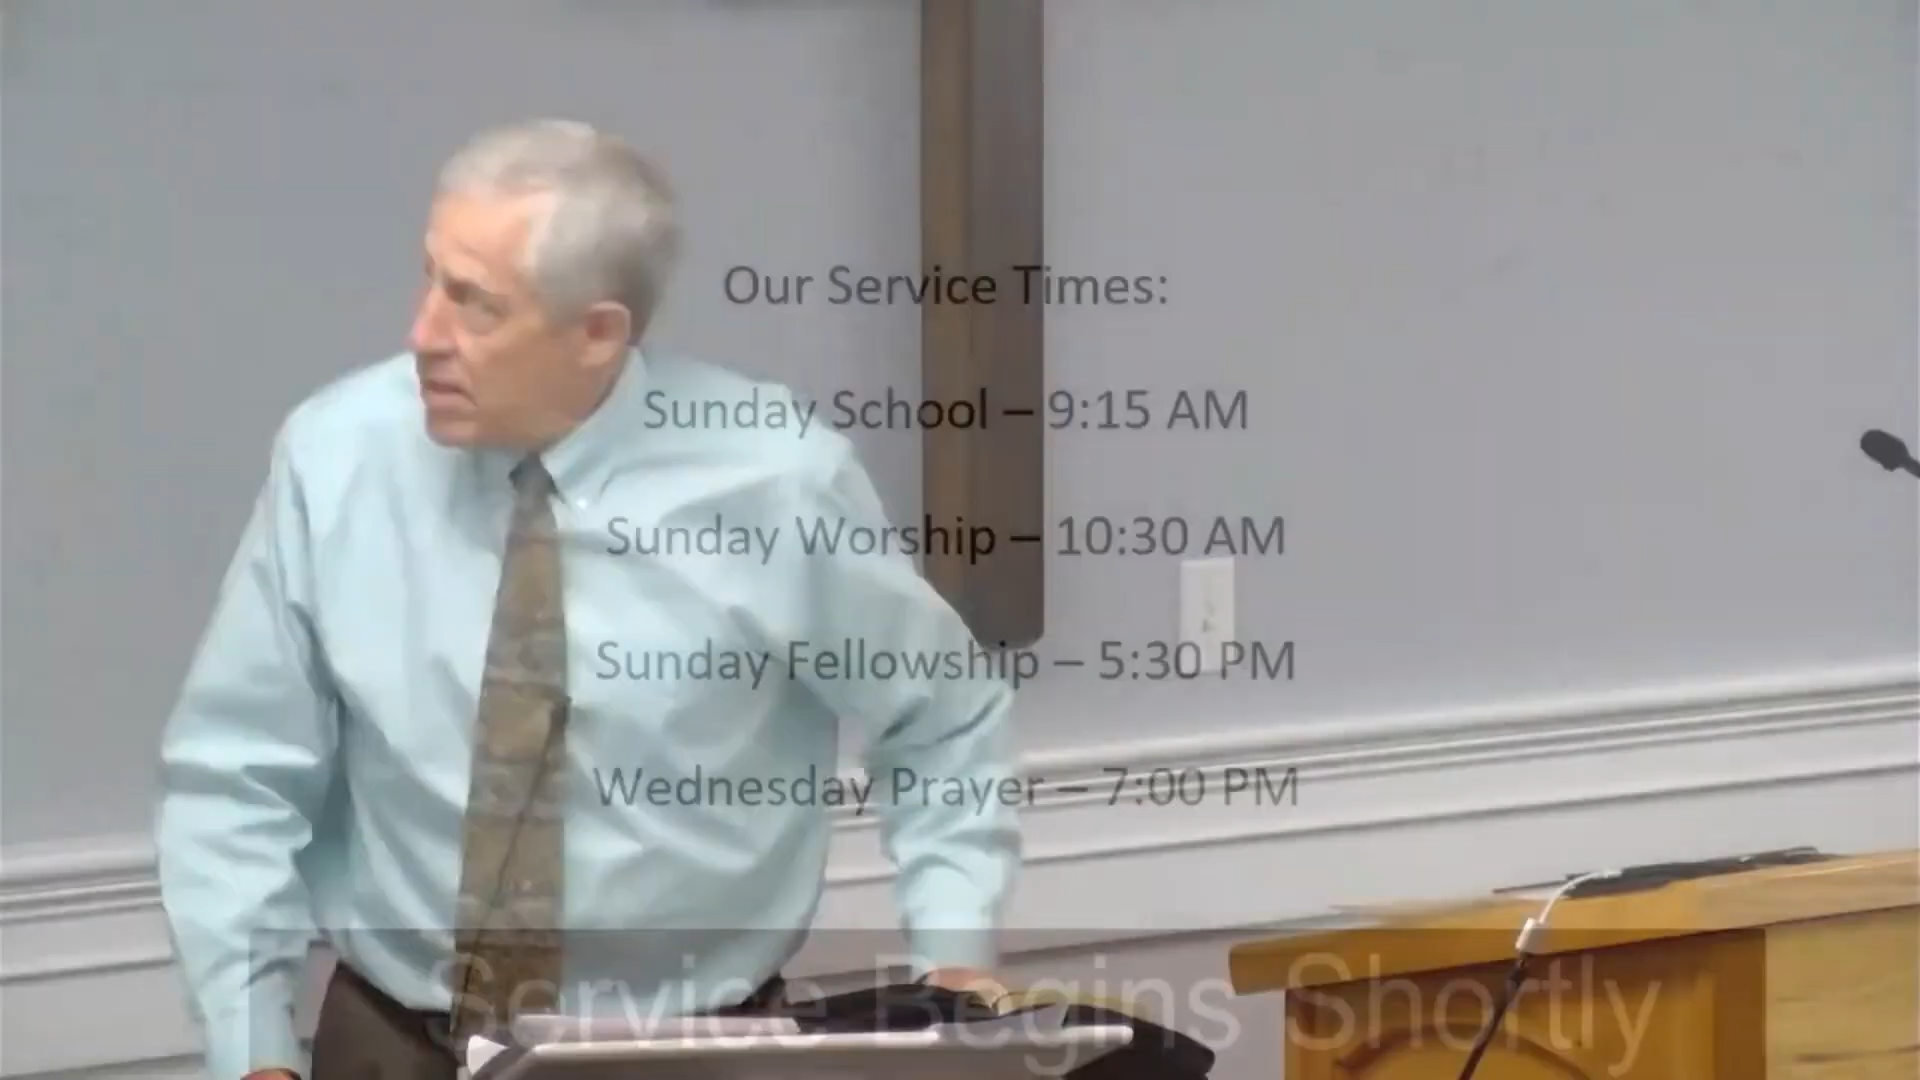 Our Service Times:
Sunday School – 9:15 AM
Sunday Worship – 10:30 AM
Sunday Fellowship – 5:30 PM
Wednesday Prayer – 7:00 PM
Service Begins Shortly